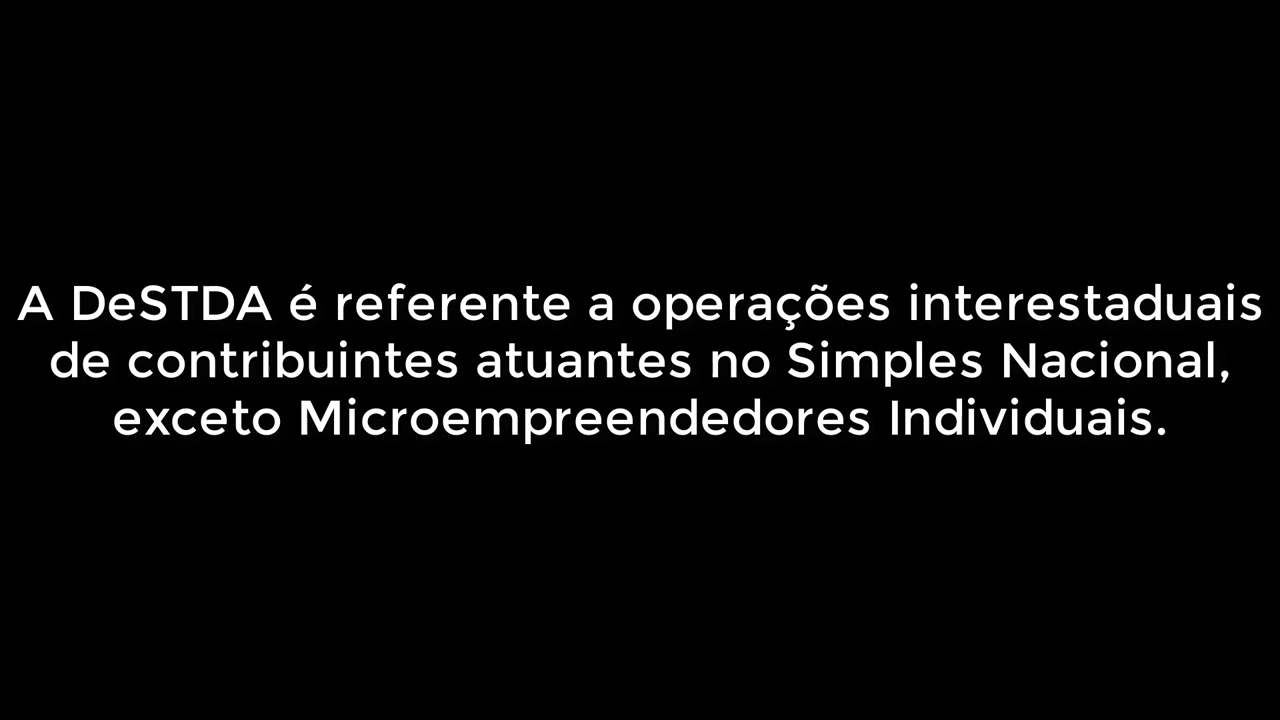 A DeSTDA é referente a operações interestaduais
de contribuintes atuantes no Simples Nacional,
exceto Microempreendedores Individuais.